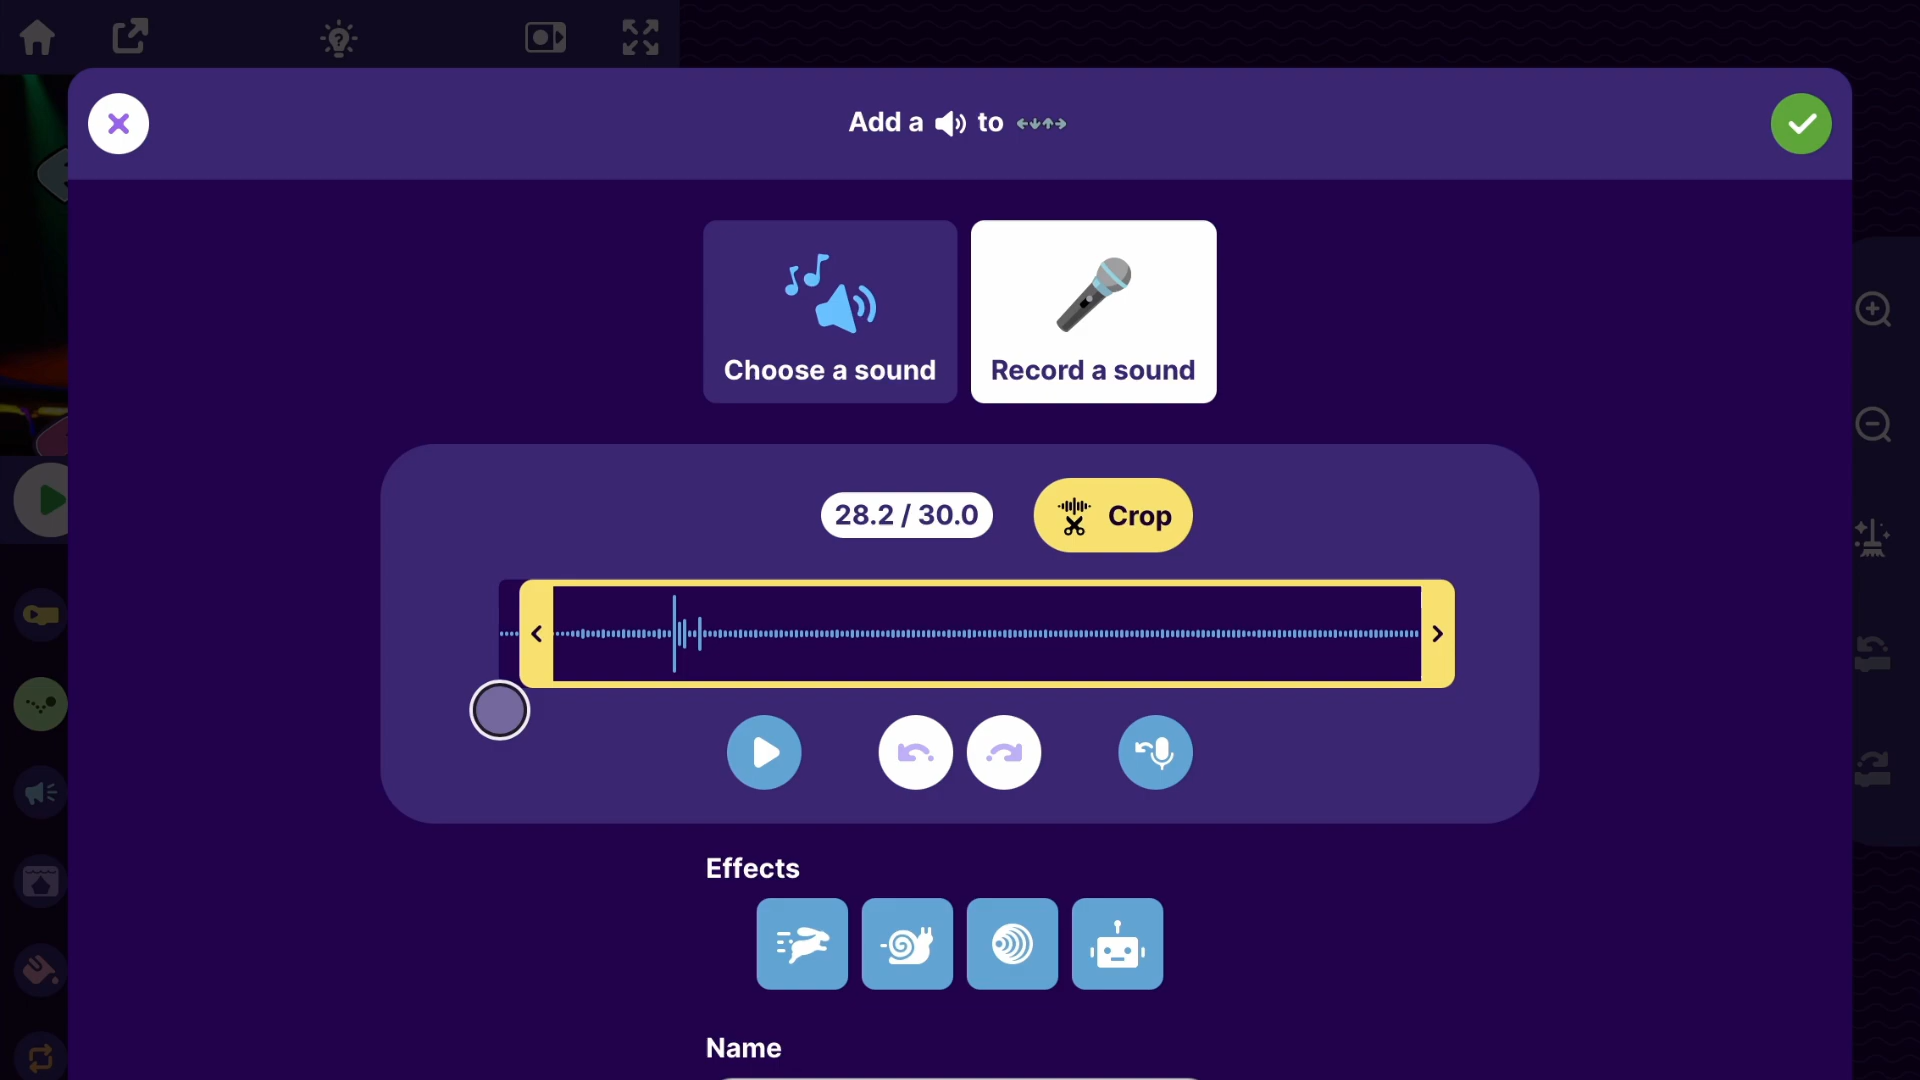 Add a to
Choose a sound
Record a sound
28.2 / 30.0
Crop
Effects
Name